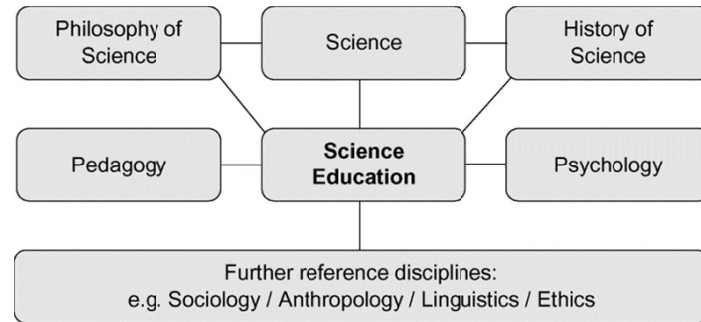 Philosophy of
Science
Science
History of
Science
Pedagogy
Science
Education
Psychology
Further reference disciplines:
e.g. Sociology / Anthropology / Linguistics / Ethics